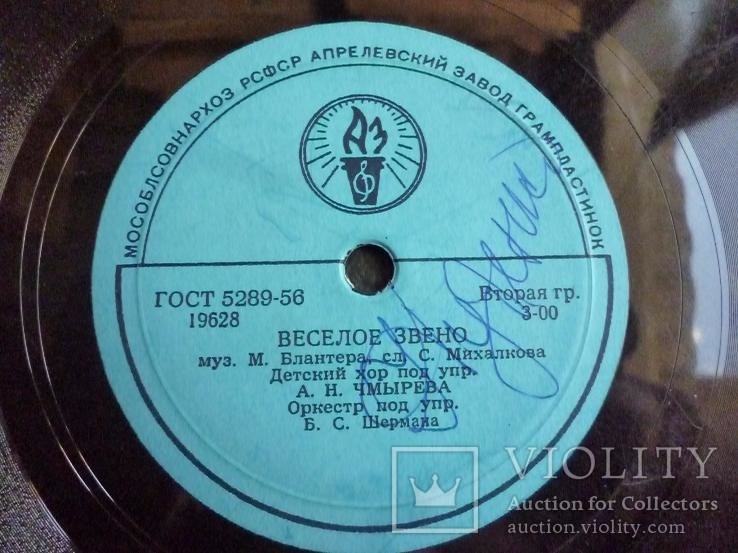 МОСОБЛСОВНАРХОЗ РСФСР АПРЕЛЕВСКИЙ ЗАВОД ГРАМПЛАСТИНОК
АЗ
ГОСТ 5289-56
19628
Вторая гр.
3-00
ВЕСЕЛОЕ ЗВЕНО
муз. М. Блантера, сл. С. Михалкова
Детский хор под упр.
А. Н. ЧМЫРЕВА
Оркестр под упр.
Б. С. Шермана
VIOLITY
Auction for Collectors
auction.violity.com